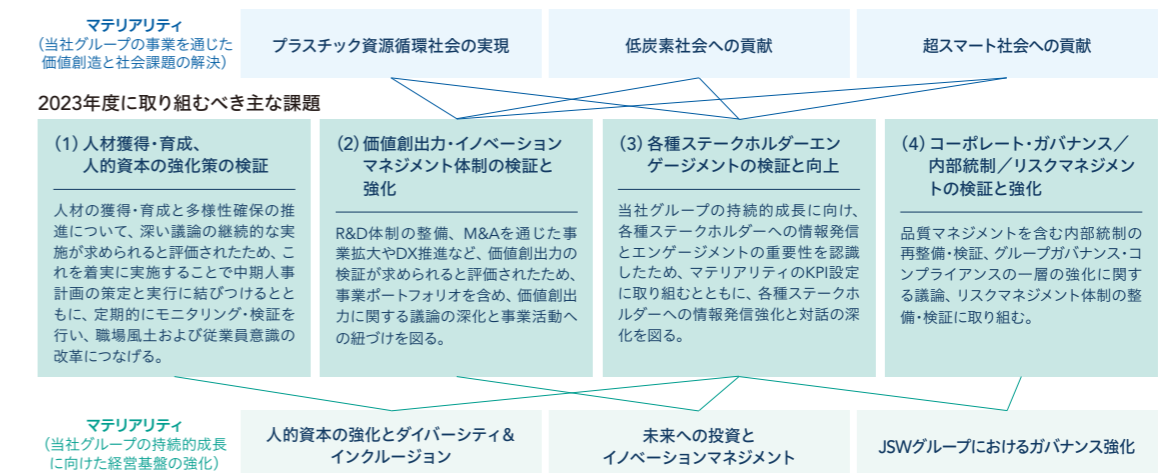 マテリアリティ
(当社グループの事業を通じた
価値創造と社会課題の解決)
プラスチック資源循環社会の実現
低炭素社会への貢献
超スマート社会への貢献
2023年度に取り組むべき主な課題
(1)人材獲得・育成、
人的資本の強化策の検証
人材の獲得・育成と多様性確保の推
進について、深い議論の継続的な実
施が求められると評価されたため、こ
れを着実に実施することで中期人事
計画の策定と実行に結びつけるとと
もに、定期的にモニタリング・検証を
行い、職場風土および従業員意識の
改革につなげる。
(2)価値創出力・イノベーション
マネジメント体制の検証と
強化
R&D体制の整備、M&Aを通じた事
業拡大やDX推進など、価値創出力の
検証が求められると評価されたため、
事業ポートフォリオを含め、価値創出
力に関する議論の深化と事業活動へ
の紐づけを図る。
(3)各種ステークホルダーエン
ゲージメントの検証と向上
当社グループの持続的成長に向け、
各種ステークホルダーへの情報発信
とエンゲージメントの重要性を認識
したため、マテリアリティのKPI設定
に取り組むとともに、各種ステークホ
ルダーへの情報発信強化と対話の深
化を図る。
(4)コーポレート・ガバナンス/
内部統制/リスクマネジメン
トの検証と強化
品質マネジメントを含む内部統制の
再整備・検証、グループガバナンス・コ
ンプライアンスの一層の強化に関す
る議論、リスクマネジメント体制の整
備・検証に取り組む。
マテリアリティ
(当社グループの持続的成長
に向けた経営基盤の強化)
人的資本の強化とダイバーシティ&
インクルージョン
未来への投資と
イノベーションマネジメント
JSWグループにおけるガバナンス強化